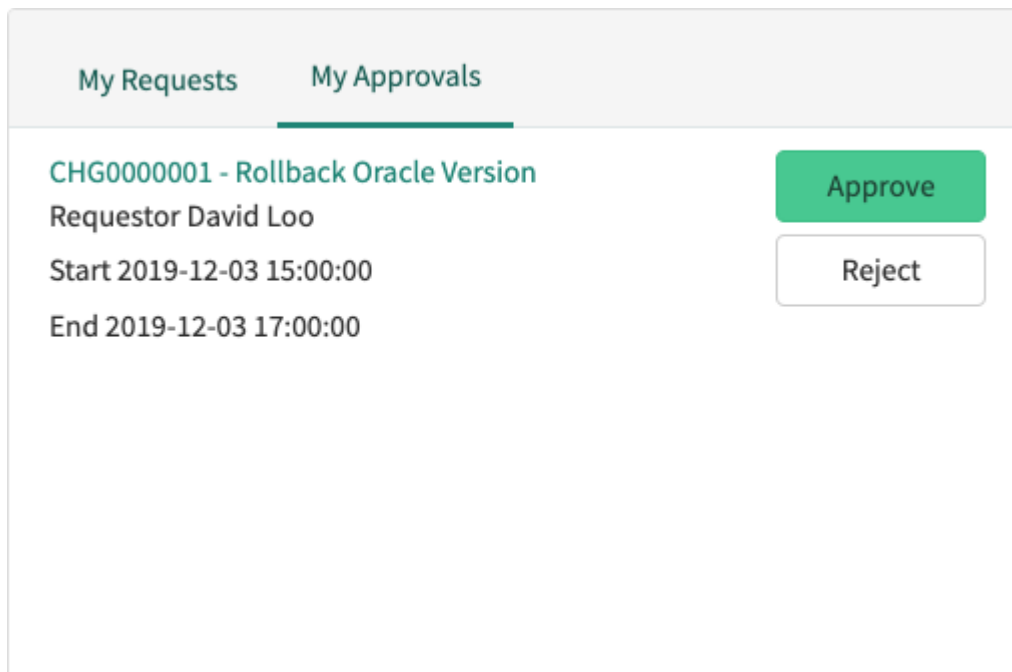 My Requests My Approvals
CHG0000001 - Rollback Oracle Version
Approve
Requestor David Loo
Start 2019-12-03 15:00:00
Reject
End 2019-12-03 17:00:00